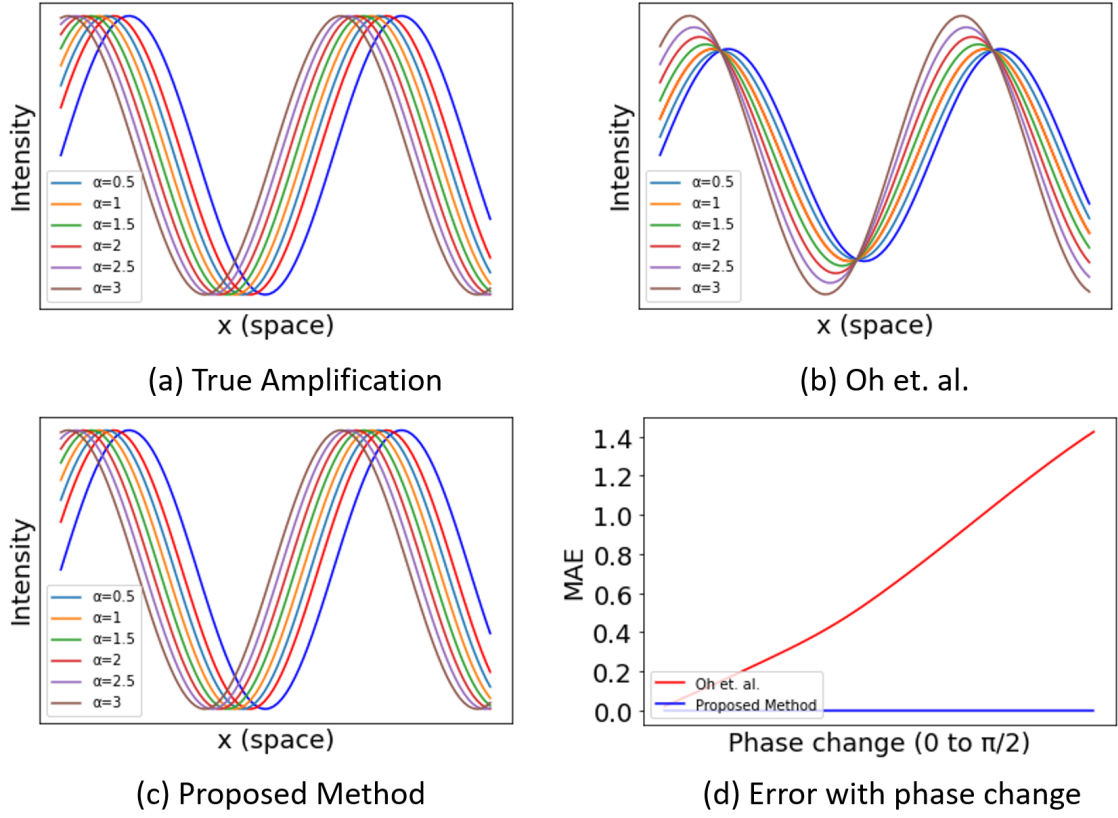 Intensity
α=0.5
α=1
α=1.5
α=2
α=2.5
α=3
x (space)
(a) True Amplification
Intensity
α=0.5
α=1
α=1.5
α=2
α=2.5
α=3
x (space)
(b) Oh et. al.
Intensity
α=0.5
α=1
α=1.5
α=2
α=2.5
α=3
x (space)
(c) Proposed Method
MAE
1.4
1.2
1.0
0.8
0.6
0.4
0.2
0.0
Oh et. al.
Proposed Method
Phase change (0 to π/2)
(d) Error with phase change